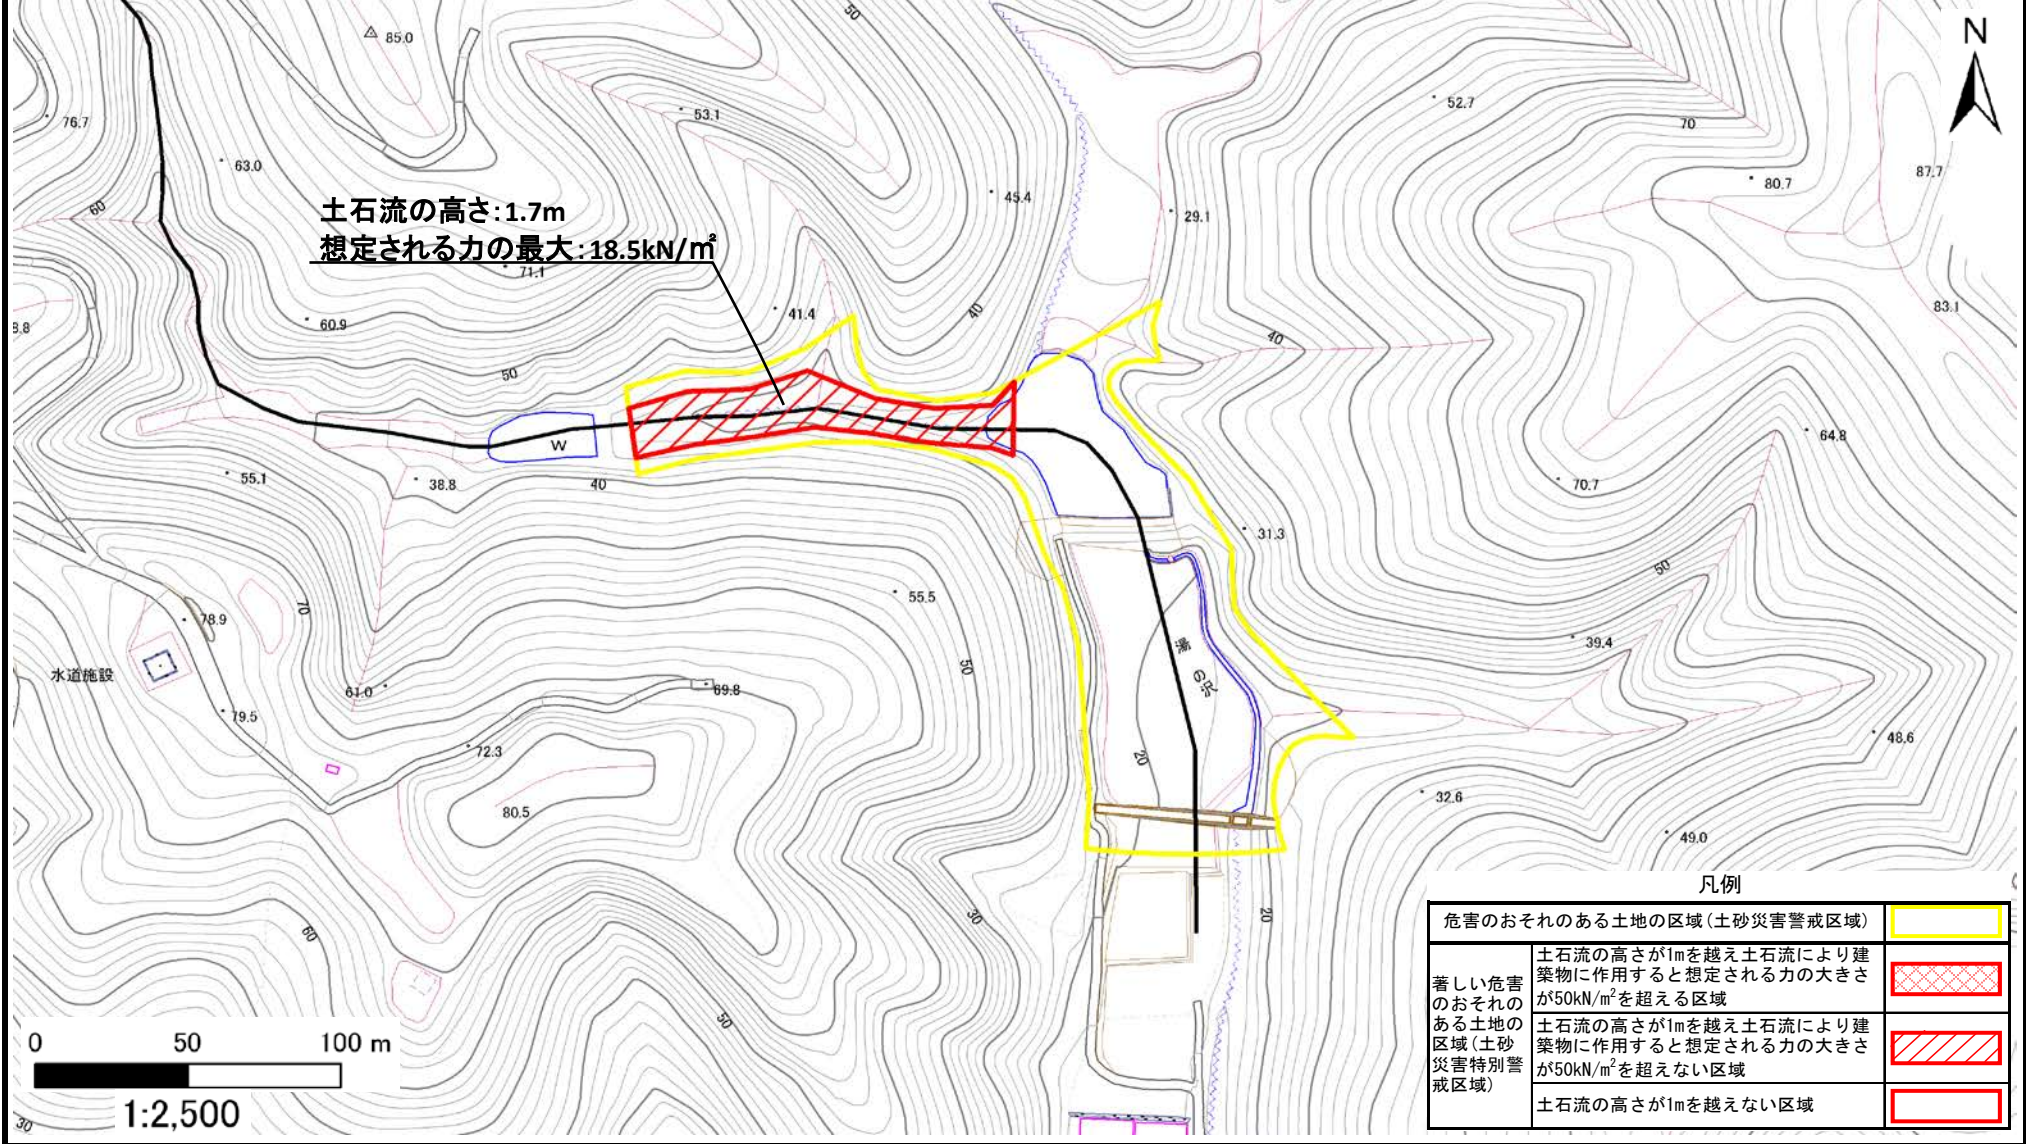 50
85.0
N
52.7
53.1
76.7
70
63.0
87.7
80.7
45.4
60
土石流の高さ:1.7m
29.1
想定される力の最大:18.5kN/㎡
71.1
83.1
41.4
40
60.9
8.8
40
50
64.8
W
55.1
38.8
40
70.7
31.3
50
55.5
70
78.9
39.4
水道施設
50
61.0
69.8
79.5
48.6
72.3
20
32.6
80.5
49.0
30
20
60
50
30
0 50 100 m
1:2,500
凡例
危害のおそれのある土地の区域(土砂災害警戒区域)
著しい危害
のおそれの
ある土地の
区域(土砂
災害特別警
戒区域)
土石流の高さが1mを越え土石流により建
築物に作用すると想定される力の大きさ
が50kN/m²を超える区域
土石流の高さが1mを越え土石流により建
築物に作用すると想定される力の大きさ
が50kN/m²を超えない区域
土石流の高さが1mを越えない区域